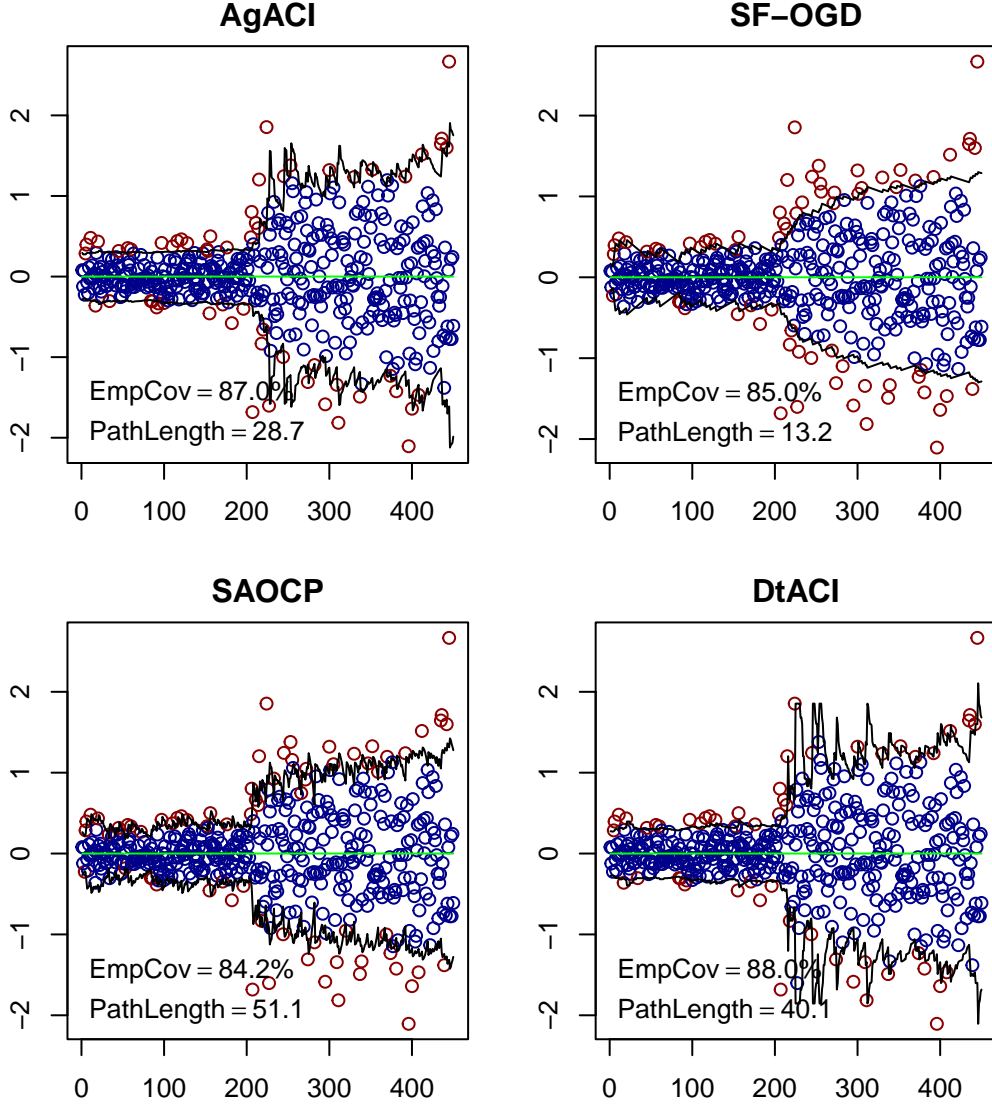 AgACI
2
1
0
−1
−2
EmpCov = 87.0%
PathLength = 28.7
0 100 200 300 400
SF−OGD
2
1
0
−1
−2
EmpCov = 85.0%
PathLength = 13.2
0 100 200 300 400
SAOCP
2
1
0
−1
−2
EmpCov = 84.2%
PathLength = 51.1
0 100 200 300 400
DtACI
2
1
0
−1
−2
EmpCov = 88.0%
PathLength = 40.1
0 100 200 300 400